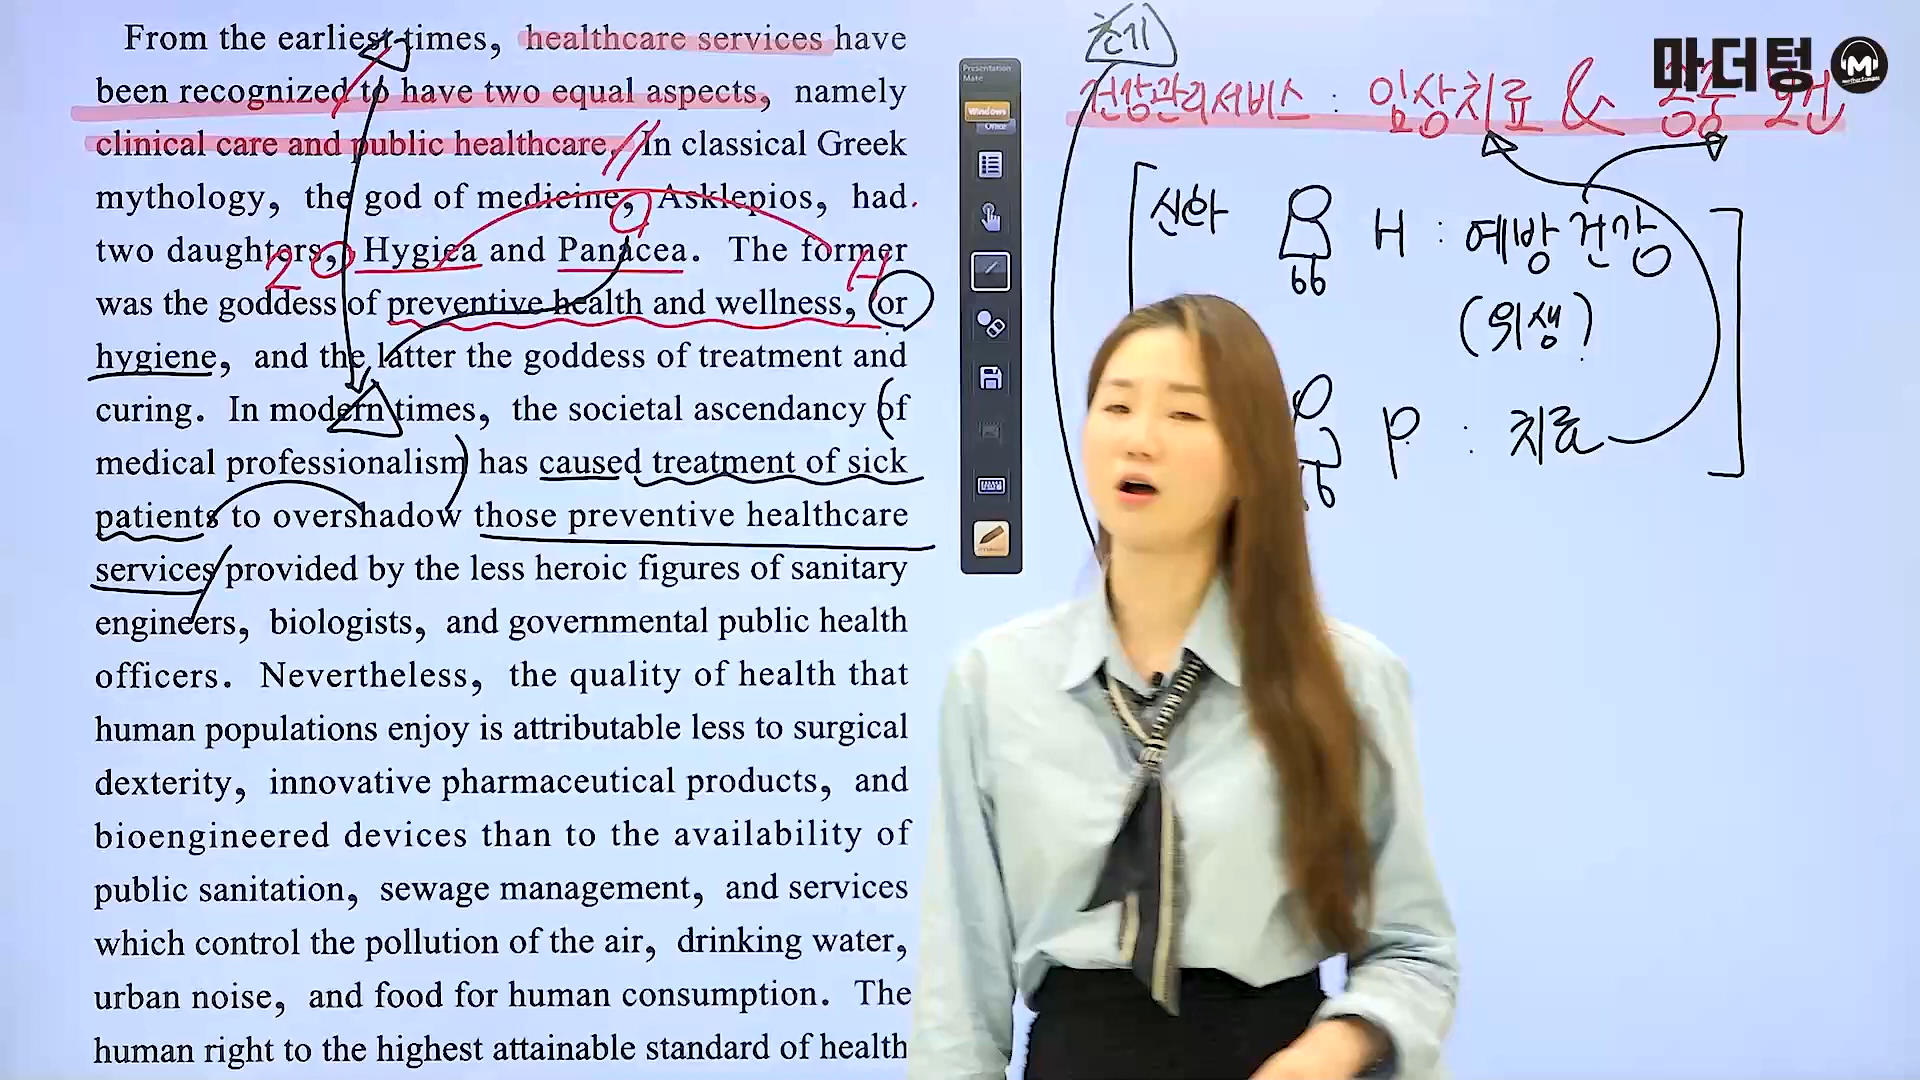 From the earliest times, healthcare services have
been recognized to have two equal aspects, namely
clinical care and public healthcare. In classical Greek
mythology, the god of medicine, Asklepios, had
two daughters, Hygiea and Panacea. The former
was the goddess of preventive health and wellness, or
hygiene, and the latter the goddess of treatment and
curing. In modern times, the societal ascendancy of
medical professionalism has caused treatment of sick
patients to overshadow those preventive healthcare
services provided by the less heroic figures of sanitary
engineers, biologists, and governmental public health
officers. Nevertheless, the quality of health that
human populations enjoy is attributable less to surgical
dexterity, innovative pharmaceutical products, and
bioengineered devices than to the availability of
public sanitation, sewage management, and services
which control the pollution of the air, drinking water,
urban noise, and food for human consumption. The
human right to the highest attainable standard of health
2
H
초기
마더텅 M
건강관리서비스 : 임상치료 & 공중 보건
신화 H : 예방 건강
(위생)
P : 치료
Presentation
Mate
Windows
Office